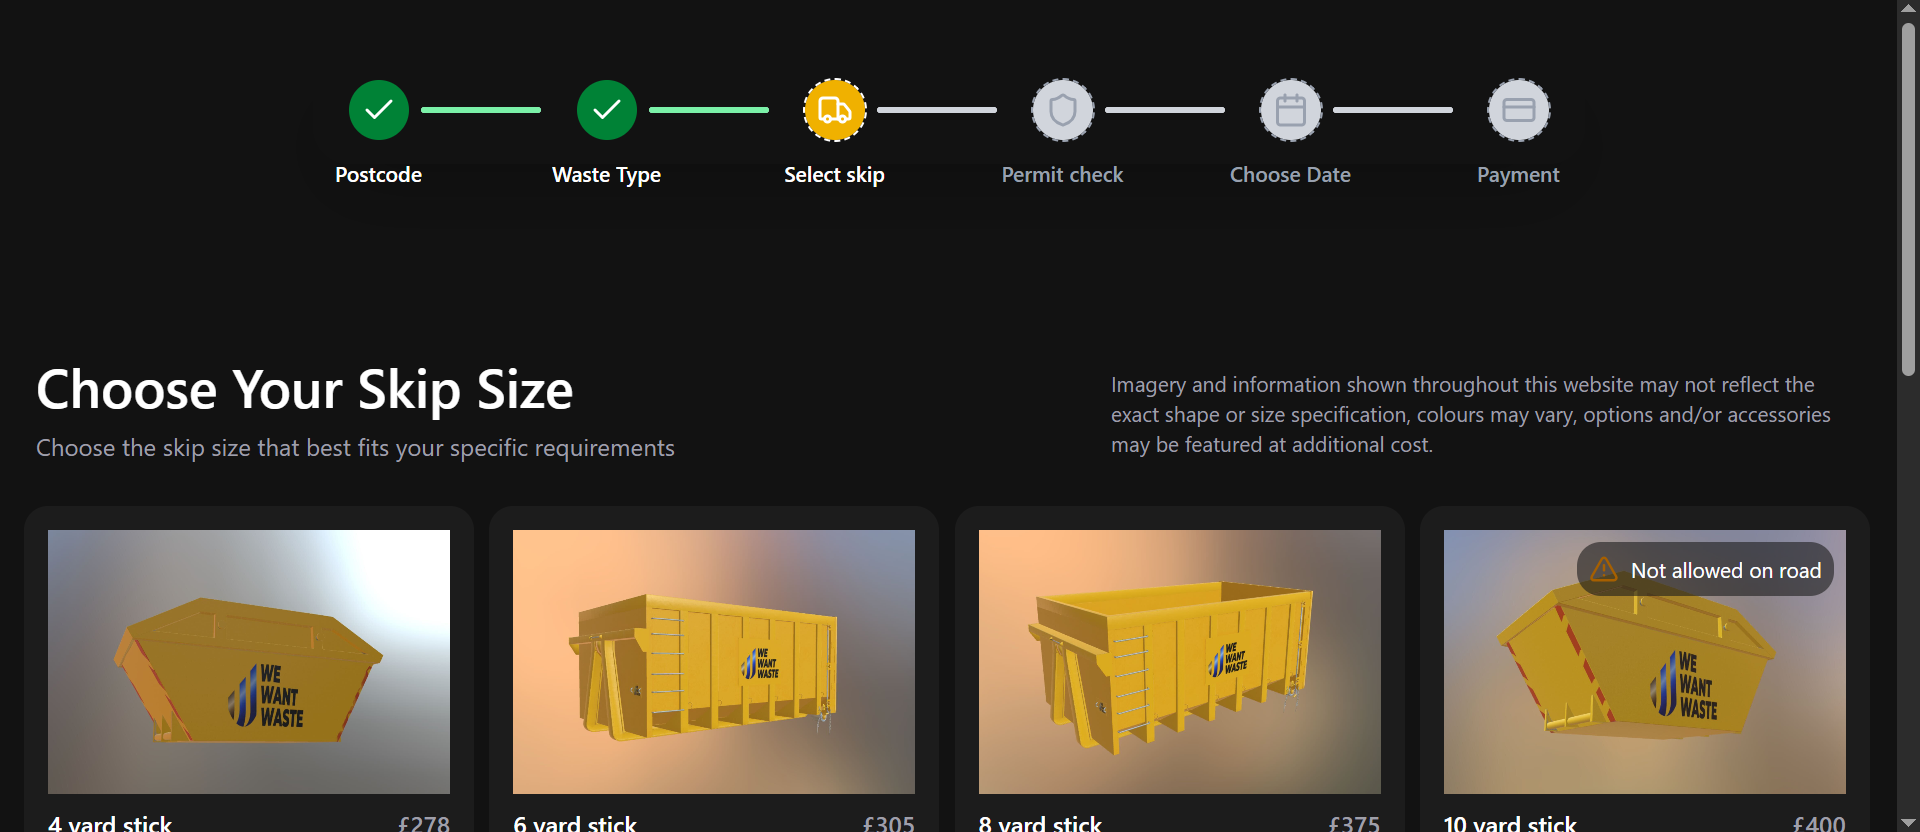 Postcode
Waste Type
Select skip
Permit check
Choose Date
Payment
Choose Your Skip Size
Choose the skip size that best fits your specific requirements
Imagery and information shown throughout this website may not reflect the
exact shape or size specification, colours may vary, options and/or accessories
may be featured at additional cost.
WE
WANT
WASTE
WE
WANT
WASTE
WE
WANT
WASTE
Not allowed on road
WE
WANT
WASTE
4 yard stick
£278
6 yard stick
£305
8 yard stick
£375
10 yard stick
£400